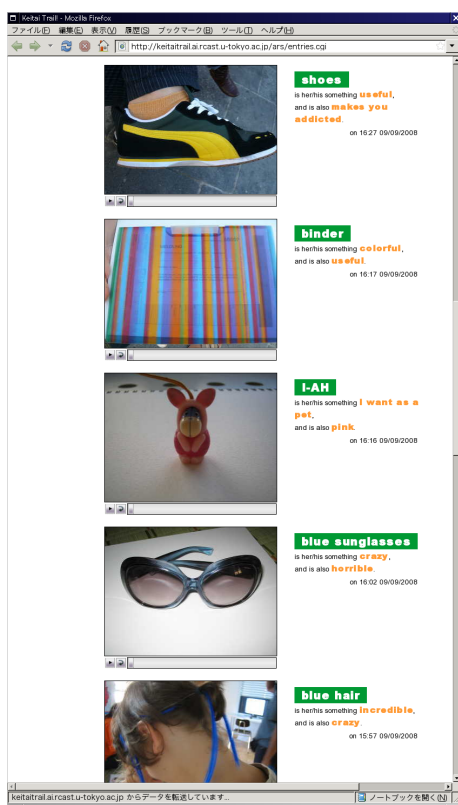 Keitai Trail! - Mozilla Firefox
ファイル(F) 編集(E) 表示(V) 履歴(S) ブックマーク(B) ツール(T) ヘルプ(H)
http://keitaitrail.ai.rcast.u-tokyo.ac.jp/ars/entries.cgi
shoes
is her/his something useful,
and is also makes you
addicted.
on 16:27 09/09/2008
binder
is her/his something colorful,
and is also useful.
on 16:17 09/09/2008
I-AH
is her/his something I want as a
pet,
and is also pink.
on 16:16 09/09/2008
blue sunglasses
is her/his something crazy,
and is also horrible.
on 16:02 09/09/2008
blue hair
is her/his something incredible,
and is also crazy.
on 15:57 09/09/2008
keitaitrail.ai.rcast.u-tokyo.ac.jp からデータを転送しています...
ノートブックを開く(N)